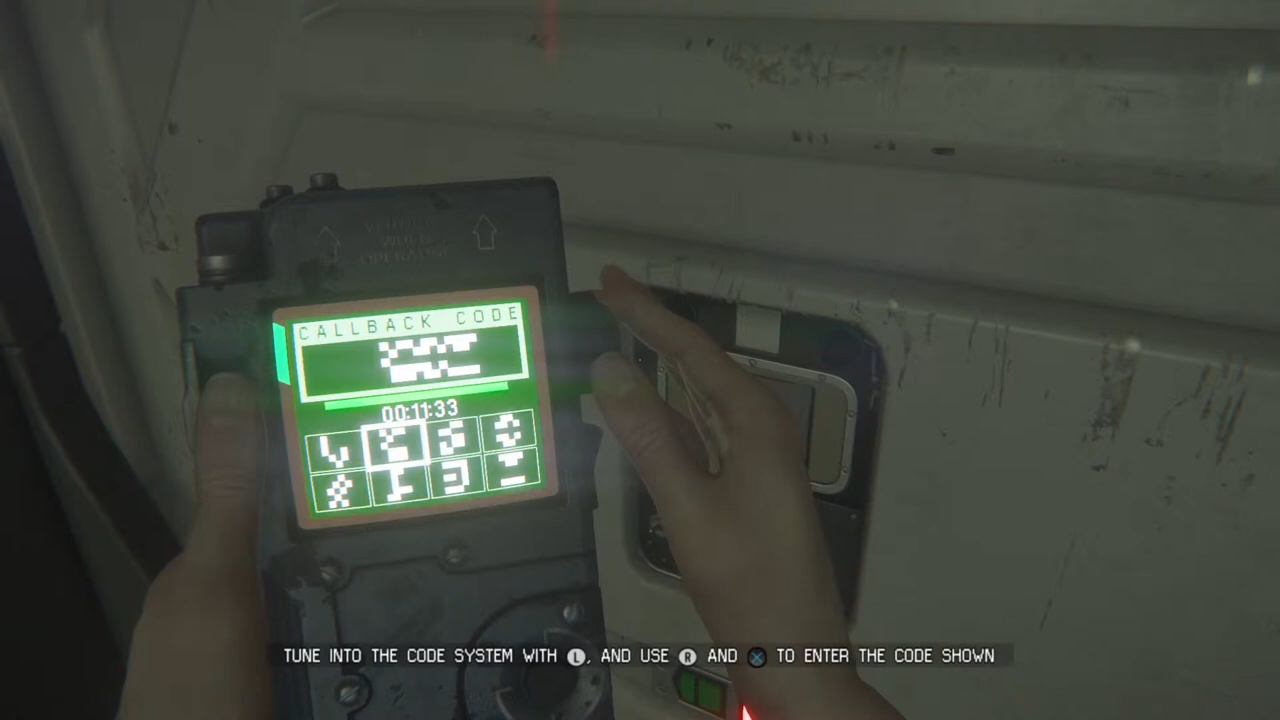 CALLBACK CODE
00:11:33
TUNE INTO THE CODE SYSTEM WITH L, AND USE R AND X TO ENTER THE CODE SHOWN